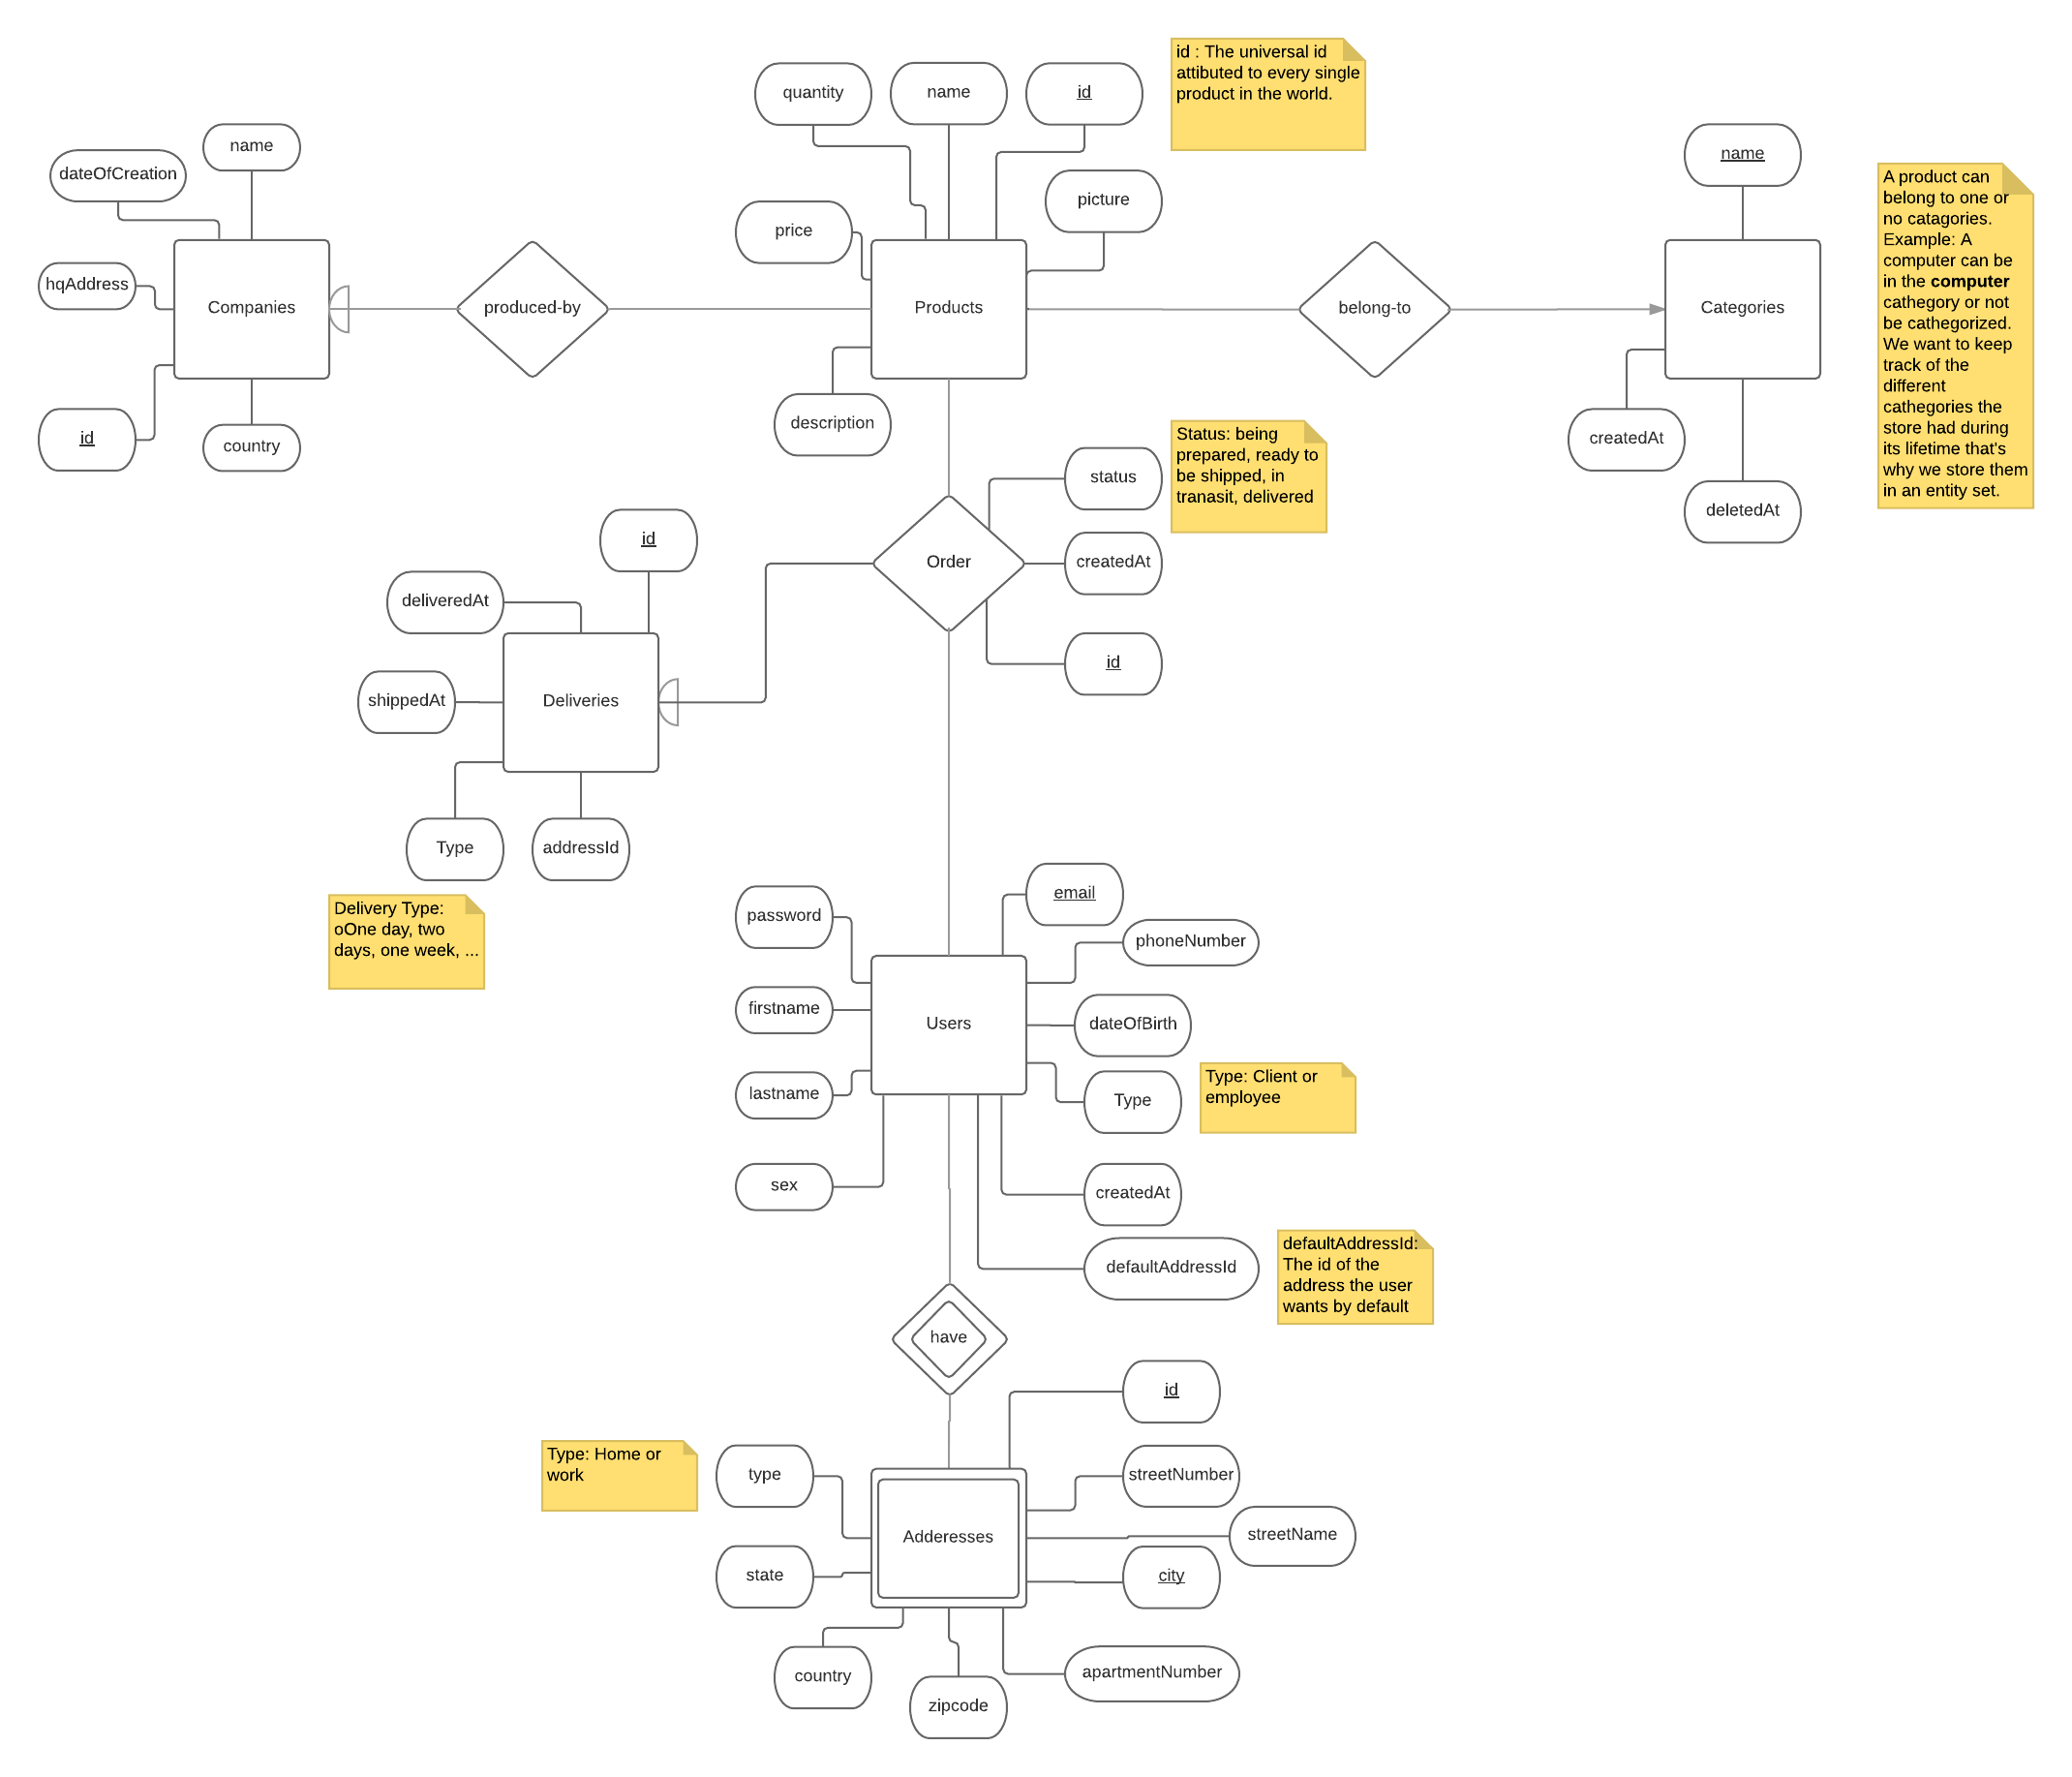 id : The universal id
attibuted to every single
product in the world.
quantity
name
id
name
dateOfCreation
name
A product can
belong to one or
no catagories.
Example: A
computer can be
in the computer
cathegory or not
be cathegorized.
We want to keep
track of the
different
cathegories the
store had during
its lifetime that's
why we store them
in an entity set.
picture
price
hqAddress
Companies
produced-by
Products
belong-to
Categories
description
id
country
createdAt
deletedAt
Status: being
prepared, ready to
be shipped, in
tranasit, delivered
status
id
Order
createdAt
deliveredAt
id
shippedAt
Deliveries
Type
addressId
Delivery Type:
oOne day, two
days, one week, ...
email
password
phoneNumber
firstname
Users
dateOfBirth
lastname
Type
Type: Client or
employee
sex
createdAt
defaultAddressId
defaultAddressId:
The id of the
address the user
wants by default
have
id
Type: Home or
work
type
streetNumber
Adderesses
streetName
state
city
country
apartmentNumber
zipcode